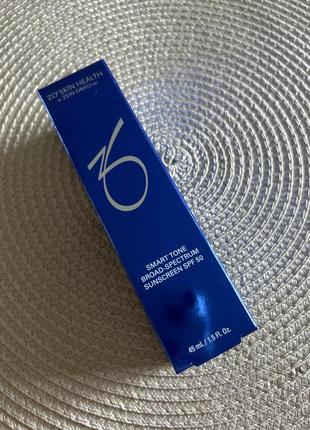 ZO® SKIN HEALTH
BY ZEIN OBAGI MD
ZO
SMART TONE
BROAD-SPECTRUM
SUNSCREEN SPF 50
45 mL / 1.5 Fl. Oz.